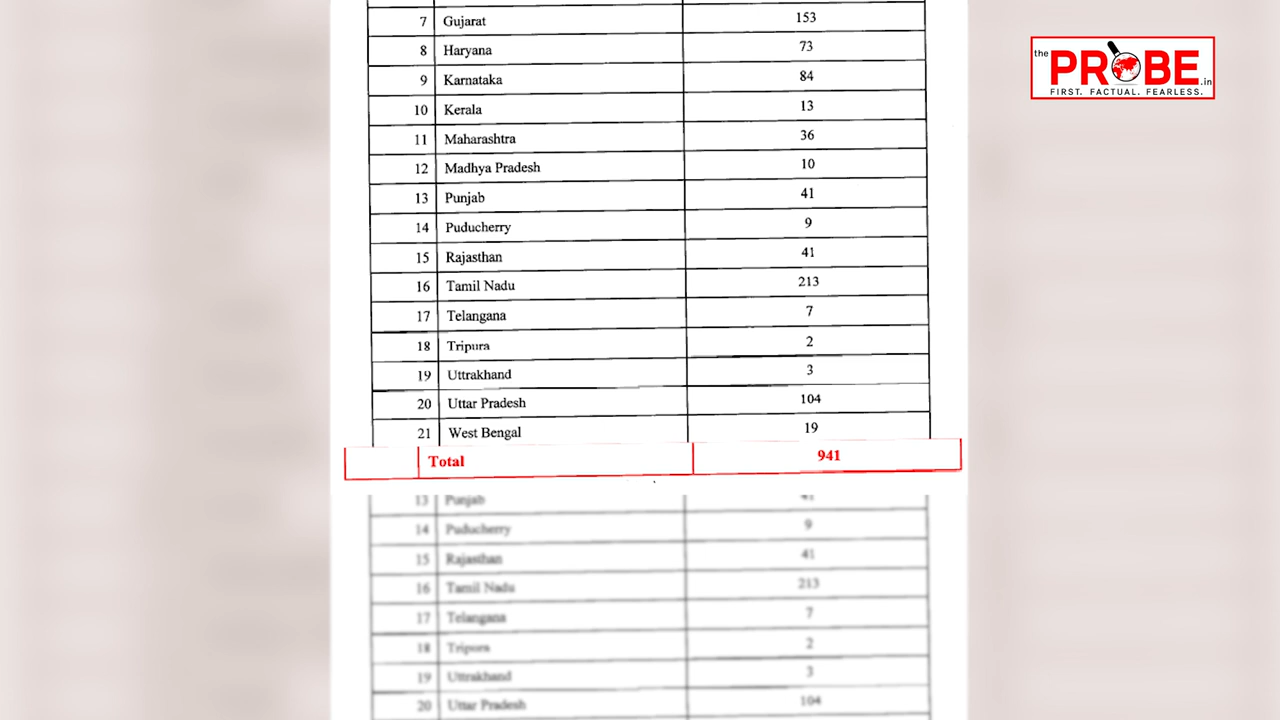 7 Gujarat 153
8 Haryana 73
9 Karnataka 84
10 Kerala 13
11 Maharashtra 36
12 Madhya Pradesh 10
13 Punjab 41
14 Puducherry 9
15 Rajasthan 41
16 Tamil Nadu 213
17 Telangana 7
18 Tripura 2
19 Uttrakhand 3
20 Uttar Pradesh 104
21 West Bengal 19
Total 941
13 Punjab 41
14 Puducherry 9
15 Rajasthan 41
16 Tamil Nadu 213
17 Telangana 7
18 Tripura 2
19 Uttrakhand 3
20 Uttar Pradesh 104
the PROBE.in
FIRST. FACTUAL. FEARLESS.